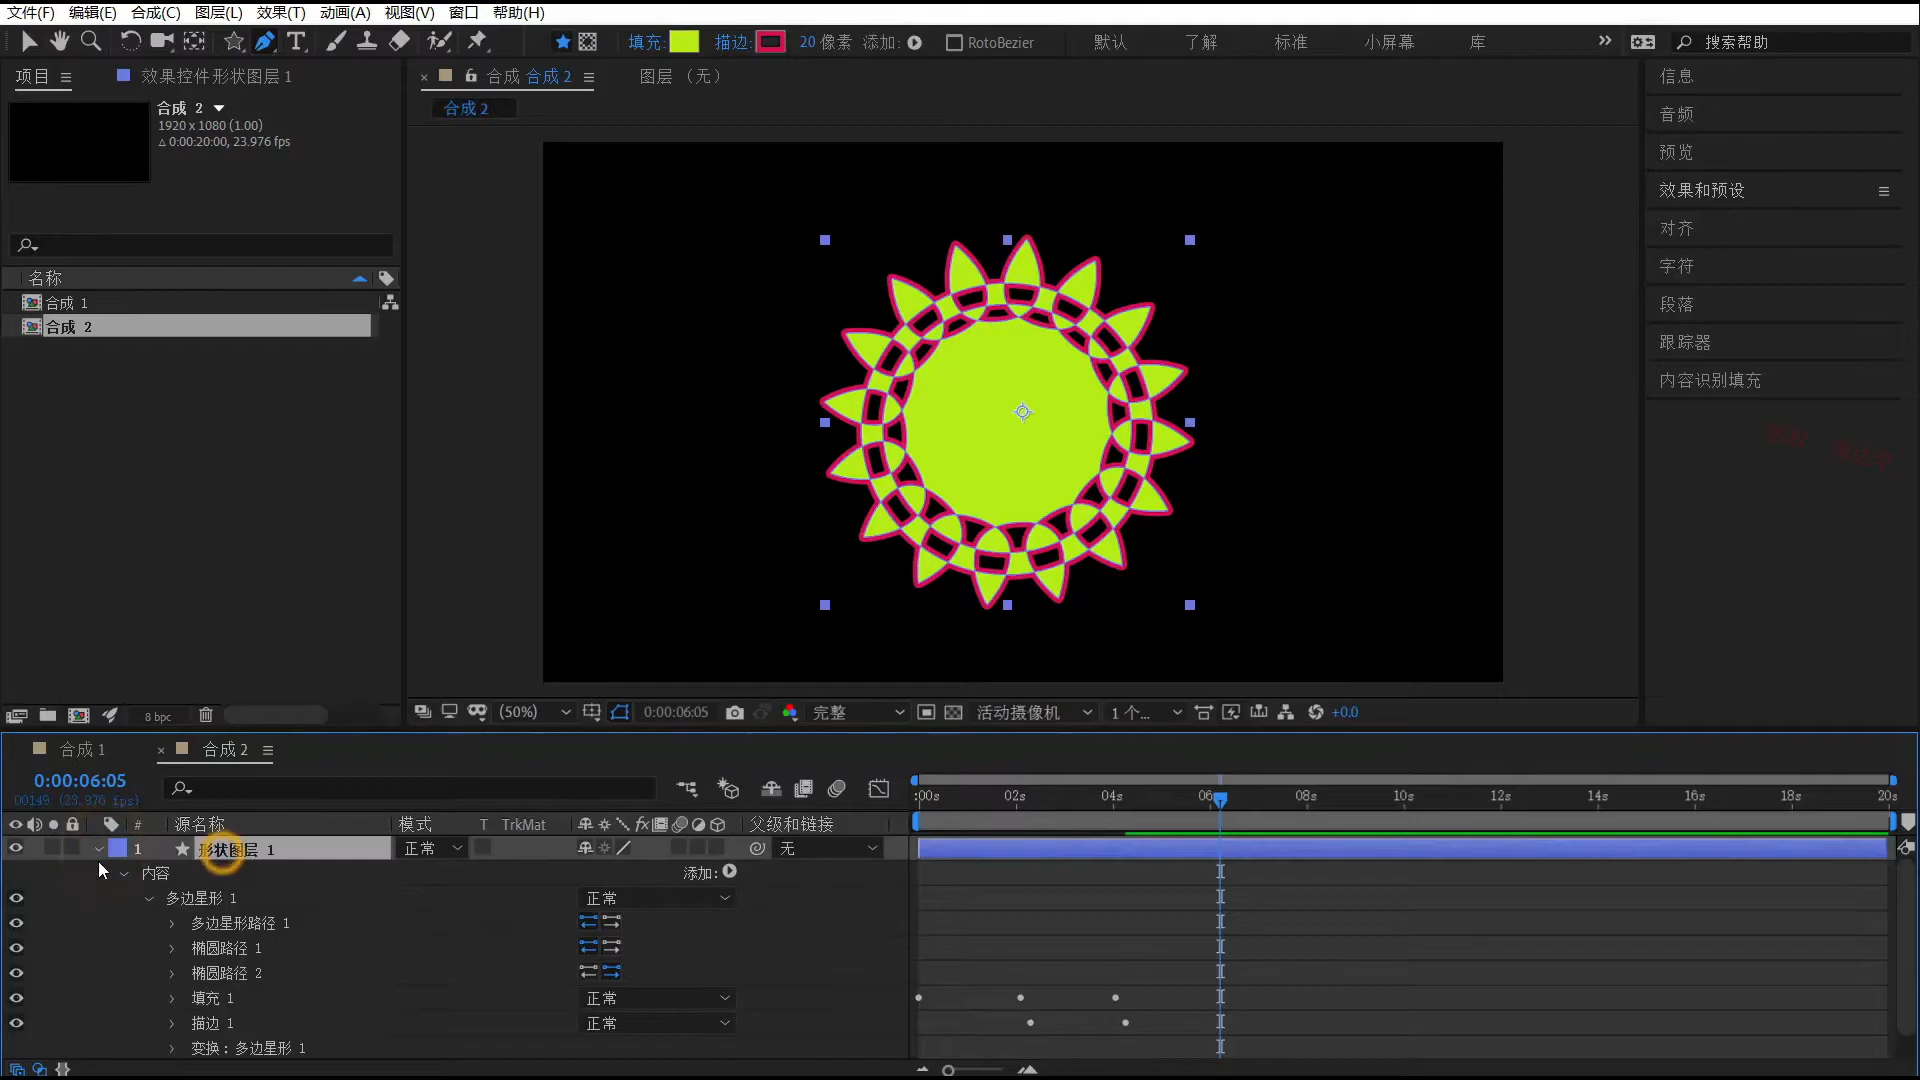 文件(F) 编辑(E) 合成(C) 图层(L) 效果(T) 动画(A) 视图(V) 窗口 帮助(H)
填充: 描边: 20 像素 添加: RotoBezier 默认 了解 标准 小屏幕 库 搜索帮助
项目 效果控件形状图层 1
合成 合成 2 图层 （无）
信息
合成 2
1920 x 1080 (1.00)
Δ 0:00:20:00, 23.976 fps
合成 2
音频
预览
效果和预设
对齐
字符
段落
跟踪器
内容识别填充
名称
合成 1
合成 2
8 bpc
(50%) 0:00:06:05 完整 活动摄像机 1 个... +0.0
合成 1 合成 2
0:00:06:05
00149 (23.976 fps)
:00s 02s 04s 06 08s 10s 12s 14s 16s 18s 20s
# 源名称 模式 T TrkMat fx 父级和链接
1 形状图层 1 正常 无
内容 添加:
多边星形 1 正常
多边星形路径 1
椭圆路径 1
椭圆路径 2
填充 1 正常
描边 1 正常
变换: 多边星形 1